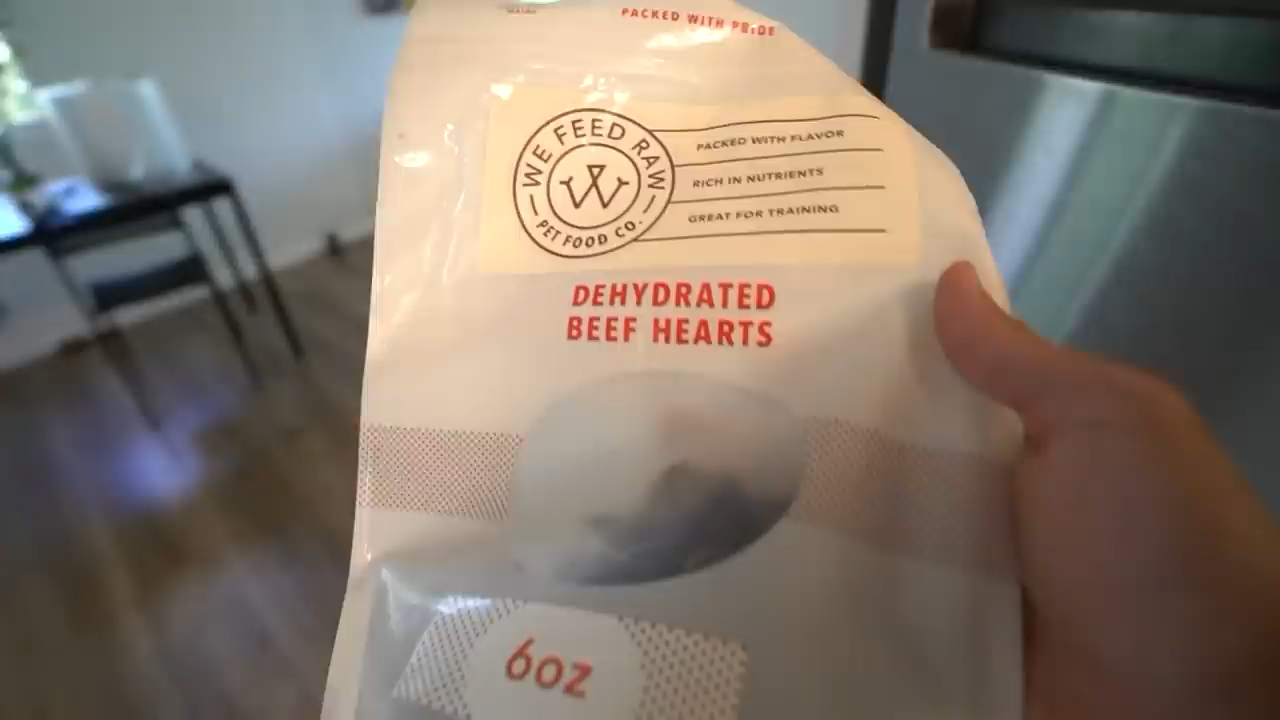 PACKED WITH PRIDE
WE FEED RAW
W
PET FOOD CO.
PACKED WITH FLAVOR
RICH IN NUTRIENTS
GREAT FOR TRAINING
DEHYDRATED
BEEF HEARTS
6oz